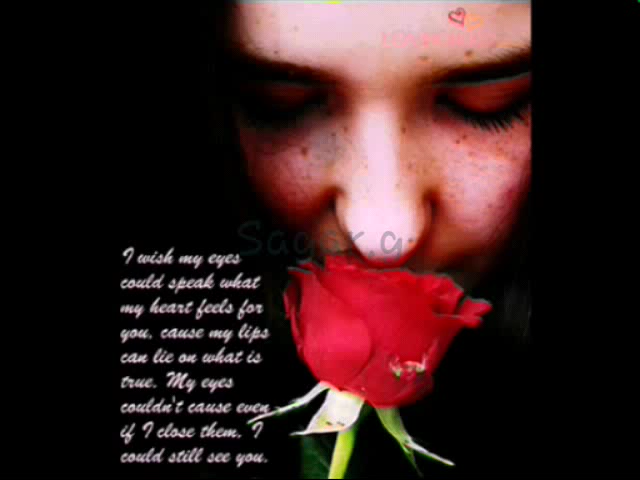 Sagar.g
I wish my eyes
could speak what
my heart feels for
you, cause my lips
can lie on what is
true. My eyes
couldn't cause even
if I close them, I
could still see you.